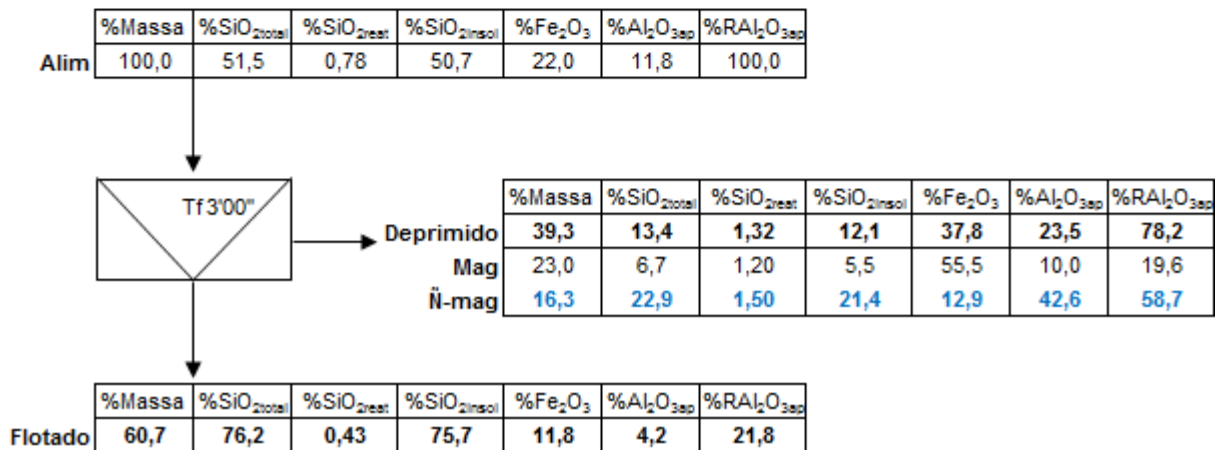 %Massa %SiO2total %SiO2reat %SiO2insol %Fe2O3 %Al2O3ap %RAl2O3ap
Alim 100,0 51,5 0,78 50,7 22,0 11,8 100,0
Tf 3'00"
%Massa %SiO2total %SiO2reat %SiO2insol %Fe2O3 %Al2O3ap %RAl2O3ap
Deprimido 39,3 13,4 1,32 12,1 37,8 23,5 78,2
Mag 23,0 6,7 1,20 5,5 55,5 10,0 19,6
Ñ-mag 16,3 22,9 1,50 21,4 12,9 42,6 58,7
%Massa %SiO2total %SiO2reat %SiO2insol %Fe2O3 %Al2O3ap %RAl2O3ap
Flotado 60,7 76,2 0,43 75,7 11,8 4,2 21,8